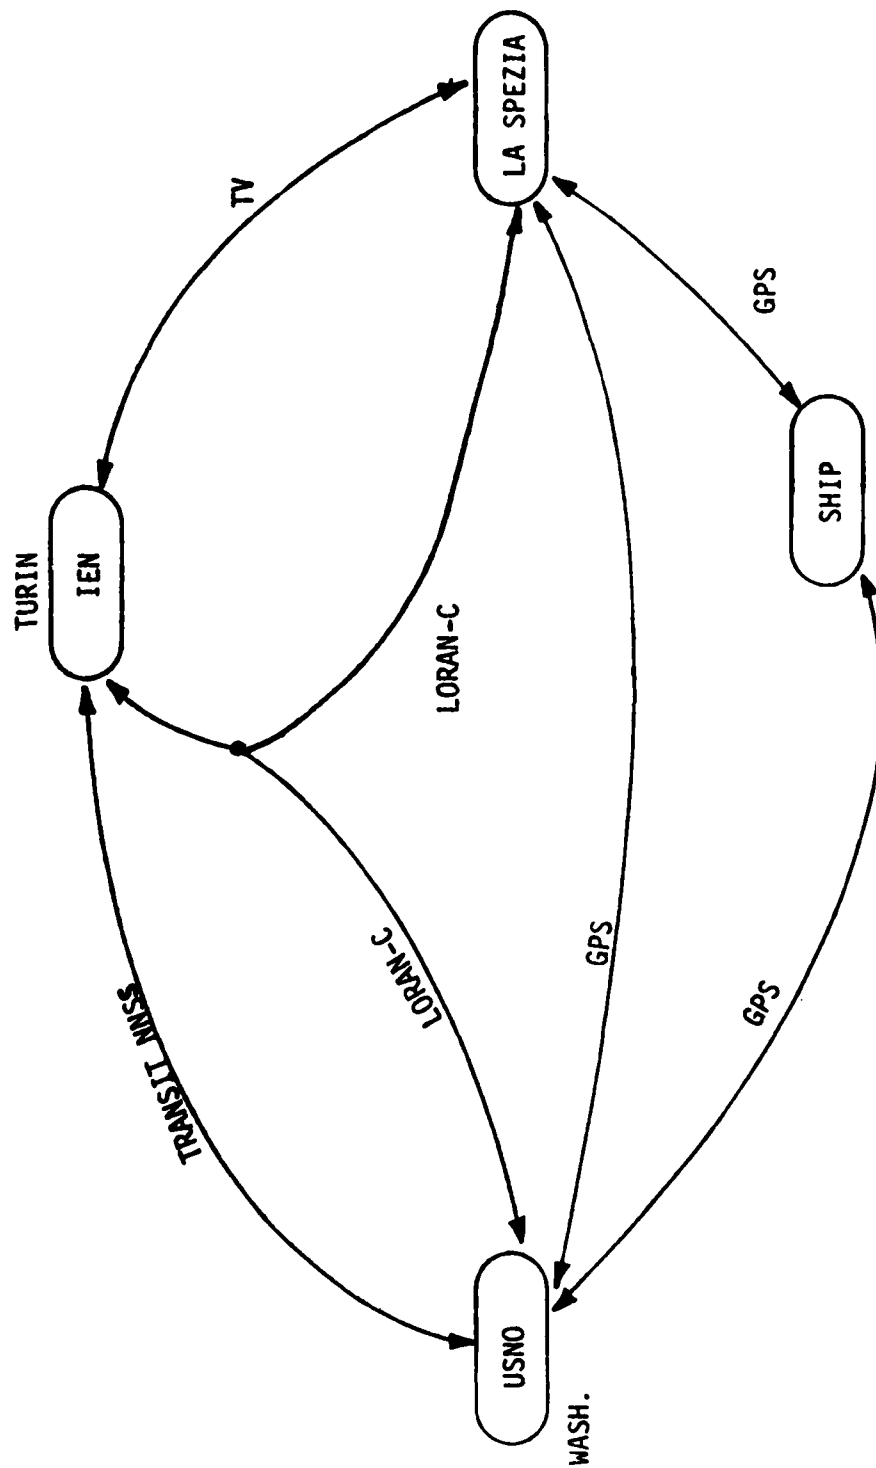 TURIN
IEN
TRANSIT NNSS
TV
LORAN-C
LORAN-C
USNO
WASH.
LA SPEZIA
GPS
GPS
GPS
SHIP